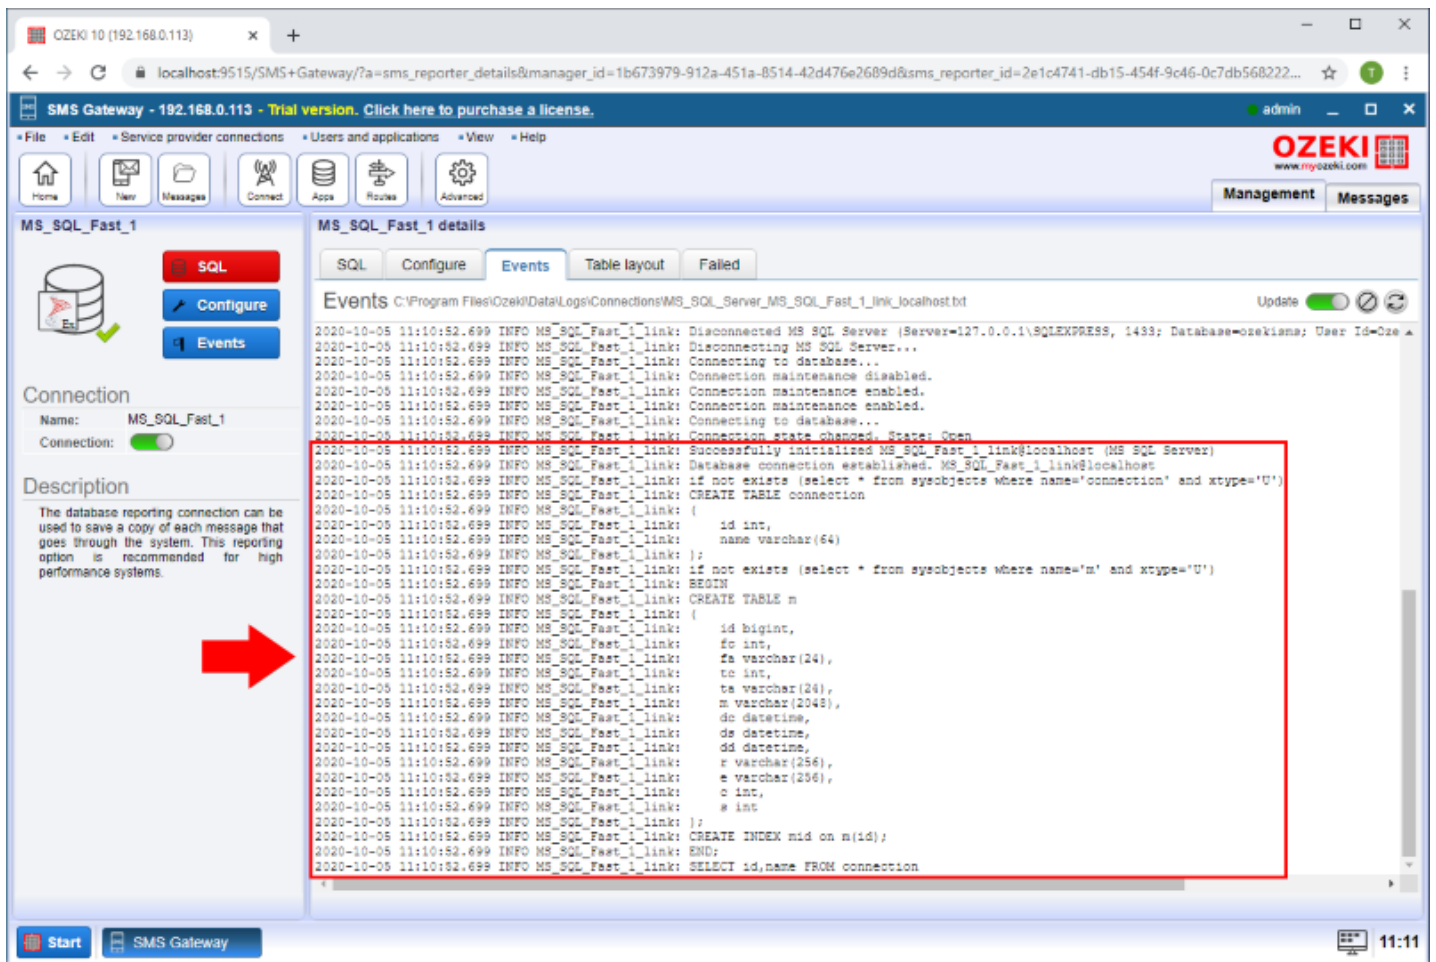 OZEKI 10 (192.168.0.113)
localhost:9515/SMS+Gateway/?a=sms_reporter_details&manager_id=1b673979-912a-451a-8514-42d476e2689d&sms_reporter_id=2e1c4741-db15-454f-9c46-0c7db568222...
T
SMS Gateway - 192.168.0.113 - Trial version. Click here to purchase a license.
admin
File Edit Service provider connections Users and applications View Help
OZEKI
www.myozeki.com
Home New Messages Connect Apps Routes Advanced
Management Messages
MS_SQL_Fast_1
SQL
Configure
Events
Connection
Name: MS_SQL_Fast_1
Connection:
Description
The database reporting connection can be
used to save a copy of each message that
goes through the system. This reporting
option is recommended for high
performance systems.
MS_SQL_Fast_1 details
SQL Configure Events Table layout Failed
Events C:\Program Files\Ozeki\Data\Logs\Connections\MS_SQL_Server_MS_SQL_Fast_1_link_localhost.txt
Update
2020-10-05 11:10:52.699 INFO MS_SQL_Fast_1_link: Disconnected MS SQL Server (Server=127.0.0.1\SQLEXPRESS, 1433; Database=ozekisms; User Id=Oze
2020-10-05 11:10:52.699 INFO MS_SQL_Fast_1_link: Disconnecting MS SQL Server...
2020-10-05 11:10:52.699 INFO MS_SQL_Fast_1_link: Connecting to database...
2020-10-05 11:10:52.699 INFO MS_SQL_Fast_1_link: Connection maintenance disabled.
2020-10-05 11:10:52.699 INFO MS_SQL_Fast_1_link: Connection maintenance enabled.
2020-10-05 11:10:52.699 INFO MS_SQL_Fast_1_link: Connection maintenance enabled.
2020-10-05 11:10:52.699 INFO MS_SQL_Fast_1_link: Connecting to database...
2020-10-05 11:10:52.699 INFO MS_SQL_Fast_1_link: Connection state changed. State: Open
2020-10-05 11:10:52.699 INFO MS_SQL_Fast_1_link: Successfully initialized MS_SQL_Fast_1_link@localhost (MS SQL Server)
2020-10-05 11:10:52.699 INFO MS_SQL_Fast_1_link: Database connection established. MS_SQL_Fast_1_link@localhost
2020-10-05 11:10:52.699 INFO MS_SQL_Fast_1_link: if not exists (select * from sysobjects where name='connection' and xtype='U')
2020-10-05 11:10:52.699 INFO MS_SQL_Fast_1_link: CREATE TABLE connection
2020-10-05 11:10:52.699 INFO MS_SQL_Fast_1_link: (
2020-10-05 11:10:52.699 INFO MS_SQL_Fast_1_link: id int,
2020-10-05 11:10:52.699 INFO MS_SQL_Fast_1_link: name varchar(64)
2020-10-05 11:10:52.699 INFO MS_SQL_Fast_1_link: );
2020-10-05 11:10:52.699 INFO MS_SQL_Fast_1_link: if not exists (select * from sysobjects where name='m' and xtype='U')
2020-10-05 11:10:52.699 INFO MS_SQL_Fast_1_link: BEGIN
2020-10-05 11:10:52.699 INFO MS_SQL_Fast_1_link: CREATE TABLE m
2020-10-05 11:10:52.699 INFO MS_SQL_Fast_1_link: (
2020-10-05 11:10:52.699 INFO MS_SQL_Fast_1_link: id bigint,
2020-10-05 11:10:52.699 INFO MS_SQL_Fast_1_link: fc int,
2020-10-05 11:10:52.699 INFO MS_SQL_Fast_1_link: fa varchar(24),
2020-10-05 11:10:52.699 INFO MS_SQL_Fast_1_link: tc int,
2020-10-05 11:10:52.699 INFO MS_SQL_Fast_1_link: ta varchar(24),
2020-10-05 11:10:52.699 INFO MS_SQL_Fast_1_link: m varchar(2048),
2020-10-05 11:10:52.699 INFO MS_SQL_Fast_1_link: dc datetime,
2020-10-05 11:10:52.699 INFO MS_SQL_Fast_1_link: ds datetime,
2020-10-05 11:10:52.699 INFO MS_SQL_Fast_1_link: dd datetime,
2020-10-05 11:10:52.699 INFO MS_SQL_Fast_1_link: r varchar(256),
2020-10-05 11:10:52.699 INFO MS_SQL_Fast_1_link: e varchar(256),
2020-10-05 11:10:52.699 INFO MS_SQL_Fast_1_link: c int,
2020-10-05 11:10:52.699 INFO MS_SQL_Fast_1_link: s int
2020-10-05 11:10:52.699 INFO MS_SQL_Fast_1_link: );
2020-10-05 11:10:52.699 INFO MS_SQL_Fast_1_link: CREATE INDEX mid on m(id);
2020-10-05 11:10:52.699 INFO MS_SQL_Fast_1_link: END;
2020-10-05 11:10:52.699 INFO MS_SQL_Fast_1_link: SELECT id,name FROM connection
Start SMS Gateway 11:11